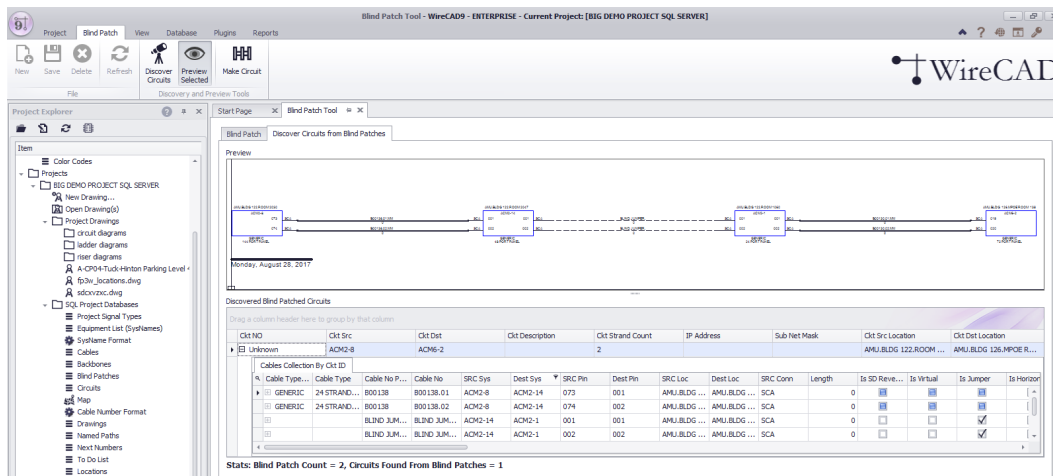 Blind Patch Tool - WireCAD9 - ENTERPRISE - Current Project: [BIG DEMO PROJECT SQL SERVER]
9
Project Blind Patch View Database Plugins Reports
New Save Delete Refresh Discover Circuits Preview Selected Make Circuit
File Discovery and Preview Tools
WireCAD
Project Explorer
Start Page Blind Patch Tool
Blind Patch Discover Circuits from Blind Patches
Item
Preview
Color Codes
Projects
BIG DEMO PROJECT SQL SERVER
New Drawing...
Open Drawing(s)
Project Drawings
circuit diagrams
ladder diagrams
riser diagrams
A-CP04-Tuck-Hinton Parking Level
fp3w_locations.dwg
sdcxvzxc.dwg
SQL Project Databases
Project Signal Types
Equipment List (SysNames)
SysName Format
Cables
Backbones
Blind Patches
Circuits
Map
Cable Number Format
Drawings
Named Paths
Next Numbers
To Do List
Locations
Monday, August 28, 2017
Discovered Blind Patched Circuits
Drag a column header here to group by that column
Ckt NO Ckt Src Ckt Dst Ckt Description Ckt Strand Count IP Address Sub Net Mask Ckt Src Location Ckt Dst Location
Unknown ACM2-8 ACM6-2 2 AMU.BLDG 122.ROOM ... AMU.BLDG 126.MPOE R...
Cables Collection By Ckt ID
Cable Type... Cable Type Cable No P... Cable No SRC Sys Dest Sys SRC Pin Dest Pin SRC Loc Dest Loc SRC Conn Length Is SD Reve... Is Virtual Is Jumper Is Horizon
GENERIC 24 STRAND... B00138 B00138.01 ACM2-8 ACM2-14 073 001 AMU.BLDG ... AMU.BLDG ... SCA 0
GENERIC 24 STRAND... B00138 B00138.02 ACM2-8 ACM2-14 074 002 AMU.BLDG ... AMU.BLDG ... SCA 0
BLIND JUM... BLIND JUM... ACM2-14 ACM2-1 001 001 AMU.BLDG ... AMU.BLDG ... SCA 0
BLIND JUM... BLIND JUM... ACM2-14 ACM2-1 002 002 AMU.BLDG ... AMU.BLDG ... SCA 0
Stats: Blind Patch Count = 2, Circuits Found From Blind Patches = 1